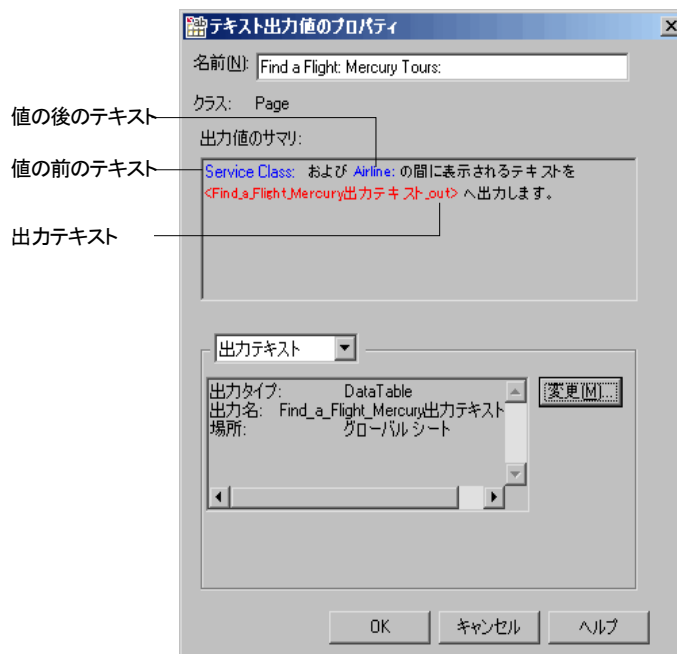 テキスト出力値のプロパティ
名前(N): Find a Flight: Mercury Tours:
クラス: Page
出力値のサマリ:
値の後のテキスト
値の前のテキスト
出力テキスト
Service Class: および Airline: の間に表示されるテキストを
<Find_a_Flight_Mercury出力テキスト_out> へ出力します。
出力テキスト
出力タイプ: DataTable
出力名: Find_a_Flight_Mercury出力テキスト
場所: グローバル シート
変更(M)...
OK キャンセル ヘルプ